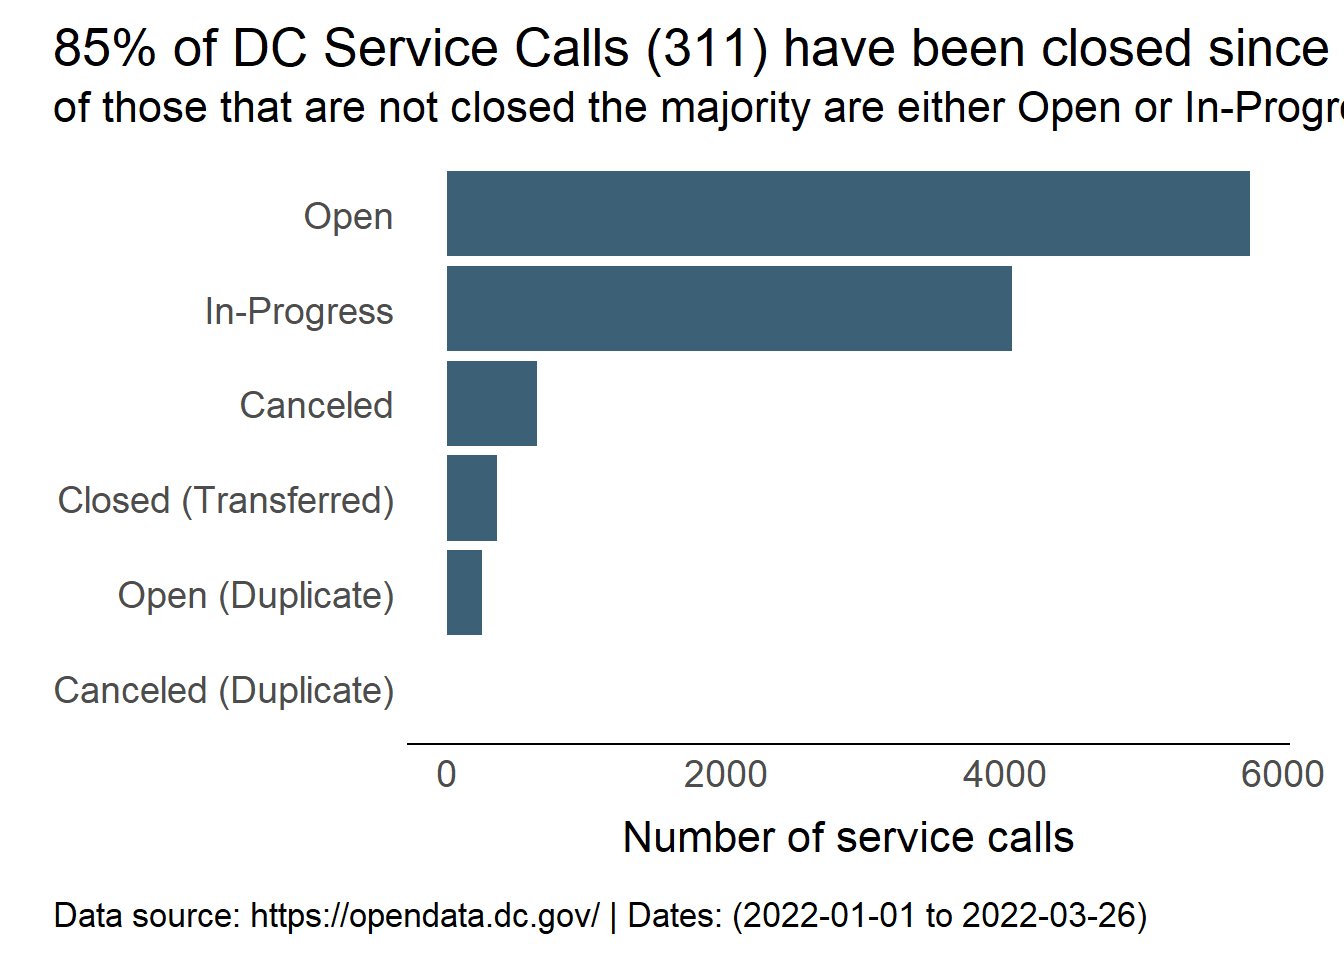 85% of DC Service Calls (311) have been closed since
of those that are not closed the majority are either Open or In-Progre
Open
In-Progress
Canceled
Closed (Transferred)
Open (Duplicate)
Canceled (Duplicate)
0 2000 4000 6000
Number of service calls
Data source: https://opendata.dc.gov/ | Dates: (2022-01-01 to 2022-03-26)